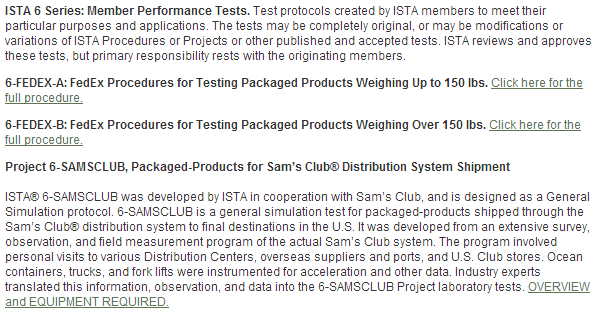 ISTA 6 Series: Member Performance Tests. Test protocols created by ISTA members to meet their
particular purposes and applications. The tests may be completely original, or may be modifications or
variations of ISTA Procedures or Projects or other published and accepted tests. ISTA reviews and approves
these tests, but primary responsibility rests with the originating members.
6-FEDEX-A: FedEx Procedures for Testing Packaged Products Weighing Up to 150 lbs. Click here for the
full procedure.
6-FEDEX-B: FedEx Procedures for Testing Packaged Products Weighing Over 150 lbs. Click here for the
full procedure.
Project 6-SAMSCLUB, Packaged-Products for Sam's Club® Distribution System Shipment
ISTA® 6-SAMSCLUB was developed by ISTA in cooperation with Sam's Club, and is designed as a General
Simulation protocol. 6-SAMSCLUB is a general simulation test for packaged-products shipped through the
Sam's Club® distribution system to final destinations in the U.S. It was developed from an extensive survey,
observation, and field measurement program of the actual Sam's Club system. The program involved
personal visits to various Distribution Centers, overseas suppliers and ports, and U.S. Club stores. Ocean
containers, trucks, and fork lifts were instrumented for acceleration and other data. Industry experts
translated this information, observation, and data into the 6-SAMSCLUB Project laboratory tests. OVERVIEW
and EQUIPMENT REQUIRED.